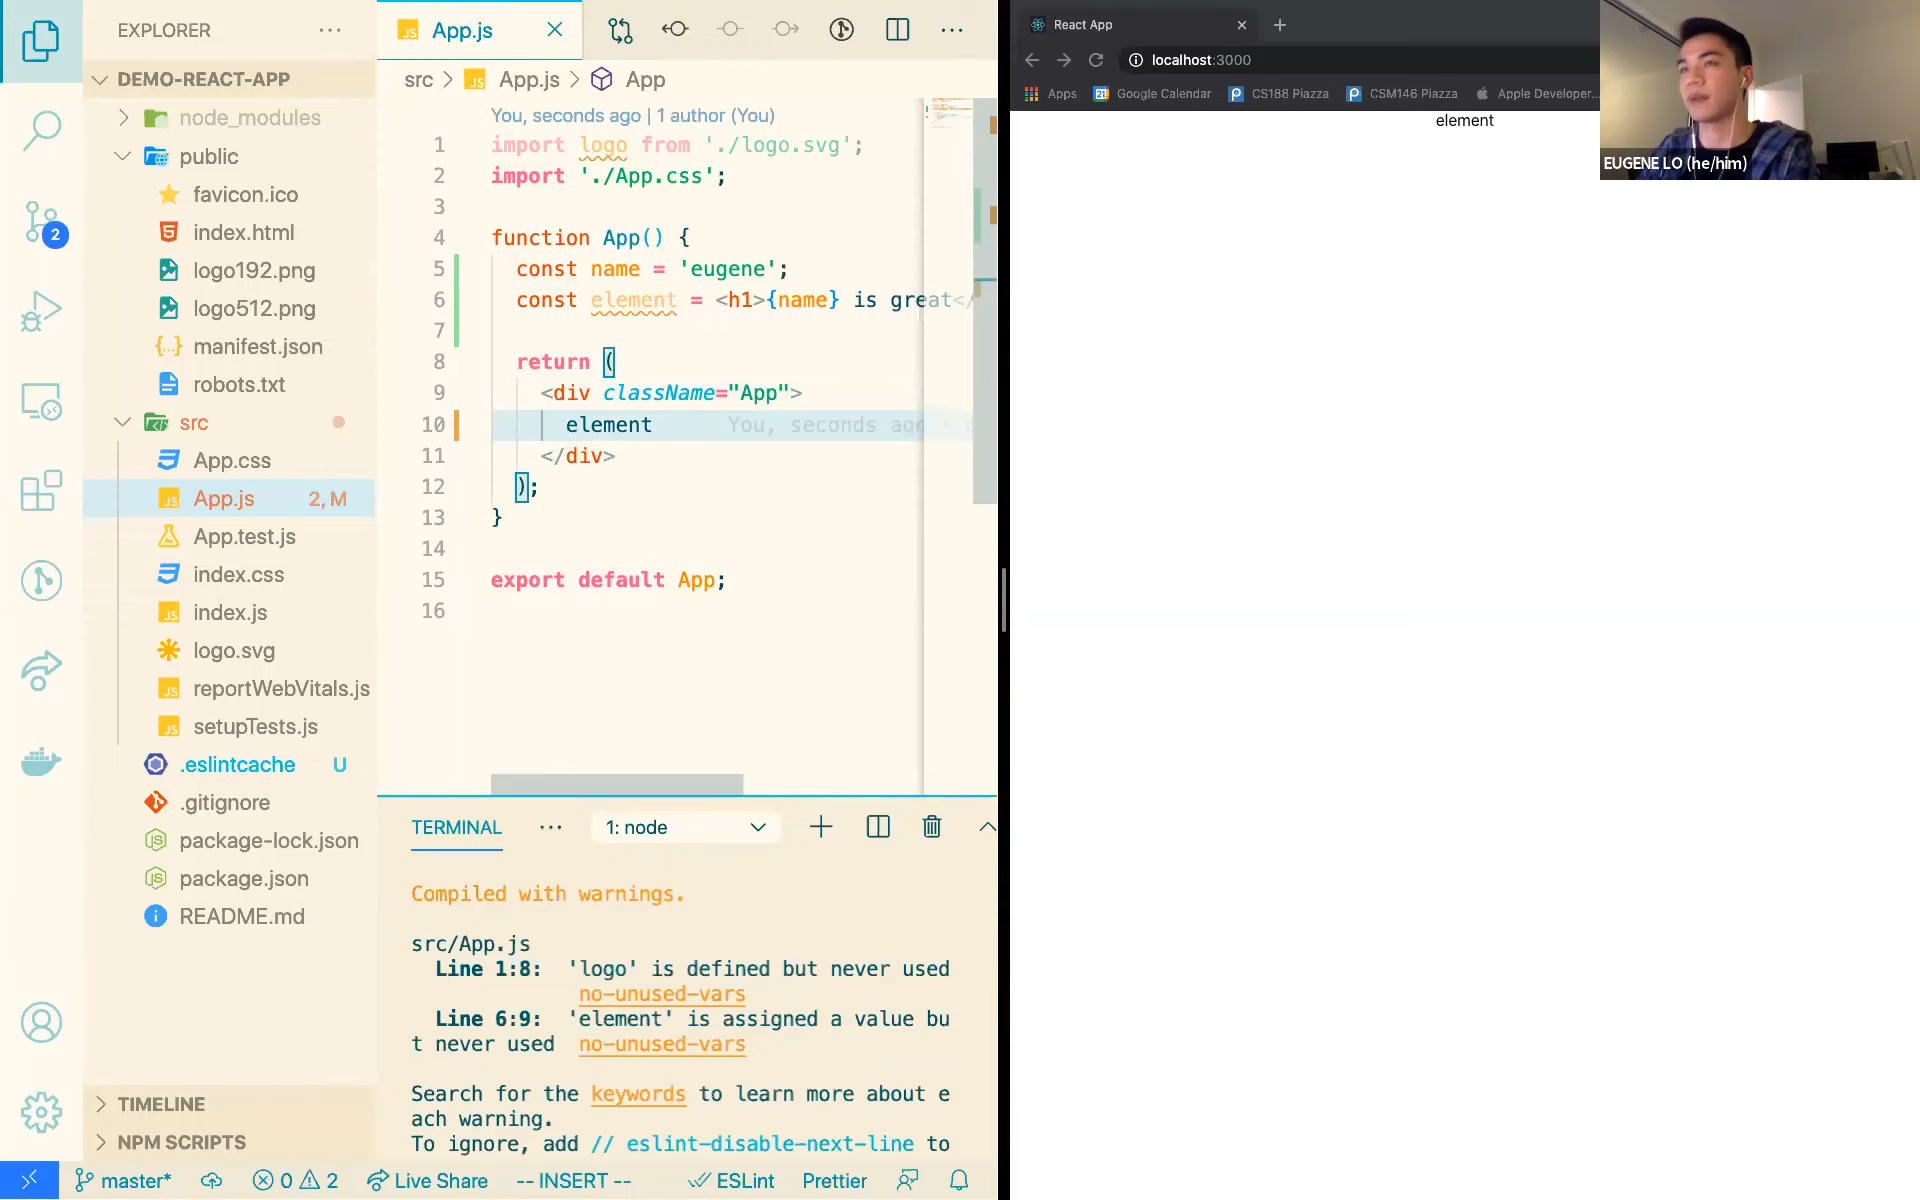 EXPLORER
DEMO-REACT-APP
node_modules
public
favicon.ico
index.html
logo192.png
logo512.png
manifest.json
robots.txt
src
App.css
App.js 2, M
App.test.js
index.css
index.js
logo.svg
reportWebVitals.js
setupTests.js
.eslintcache U
.gitignore
package-lock.json
package.json
README.md
TIMELINE
NPM SCRIPTS
2
App.js
src > App.js > App
You, seconds ago | 1 author (You)
1 import logo from './logo.svg';
2 import './App.css';
3
4 function App() {
5 const name = 'eugene';
6 const element = <h1>{name} is great</
7
8 return (
9 <div className="App">
10 element You, seconds ago •
11 </div>
12 );
13 }
14
15 export default App;
16
TERMINAL 1: node
Compiled with warnings.
src/App.js
Line 1:8: 'logo' is defined but never used
no-unused-vars
Line 6:9: 'element' is assigned a value bu
t never used no-unused-vars
Search for the keywords to learn more about e
ach warning.
To ignore, add // eslint-disable-next-line to
master* 0 2 Live Share -- INSERT -- ESLint Prettier
React App
localhost:3000
Apps Google Calendar CS188 Piazza CSM146 Piazza Apple Developer...
element
EUGENE LO (he/him)